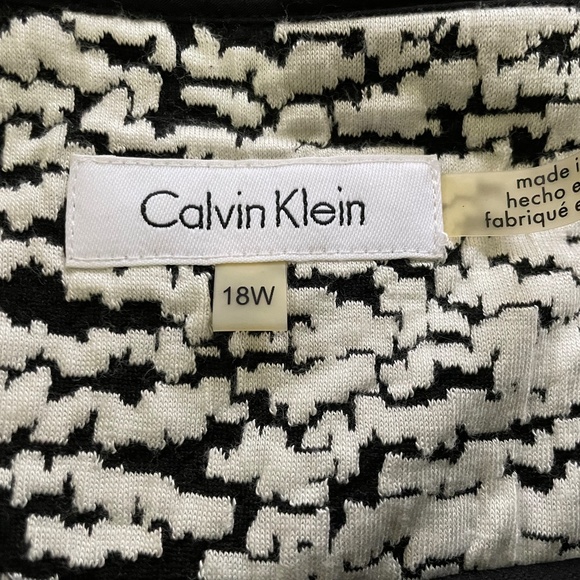 Calvin Klein
18W
made i
hecho e
fabriqué e